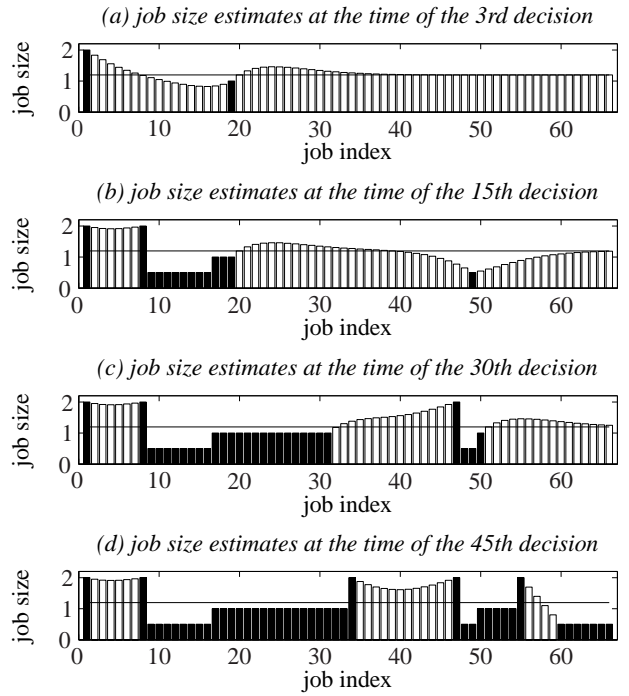 (a) job size estimates at the time of the 3rd decision
job size
2
1
0
0 10 20 30 40 50 60
job index
(b) job size estimates at the time of the 15th decision
job size
2
1
0
0 10 20 30 40 50 60
job index
(c) job size estimates at the time of the 30th decision
job size
2
1
0
0 10 20 30 40 50 60
job index
(d) job size estimates at the time of the 45th decision
job size
2
1
0
0 10 20 30 40 50 60
job index